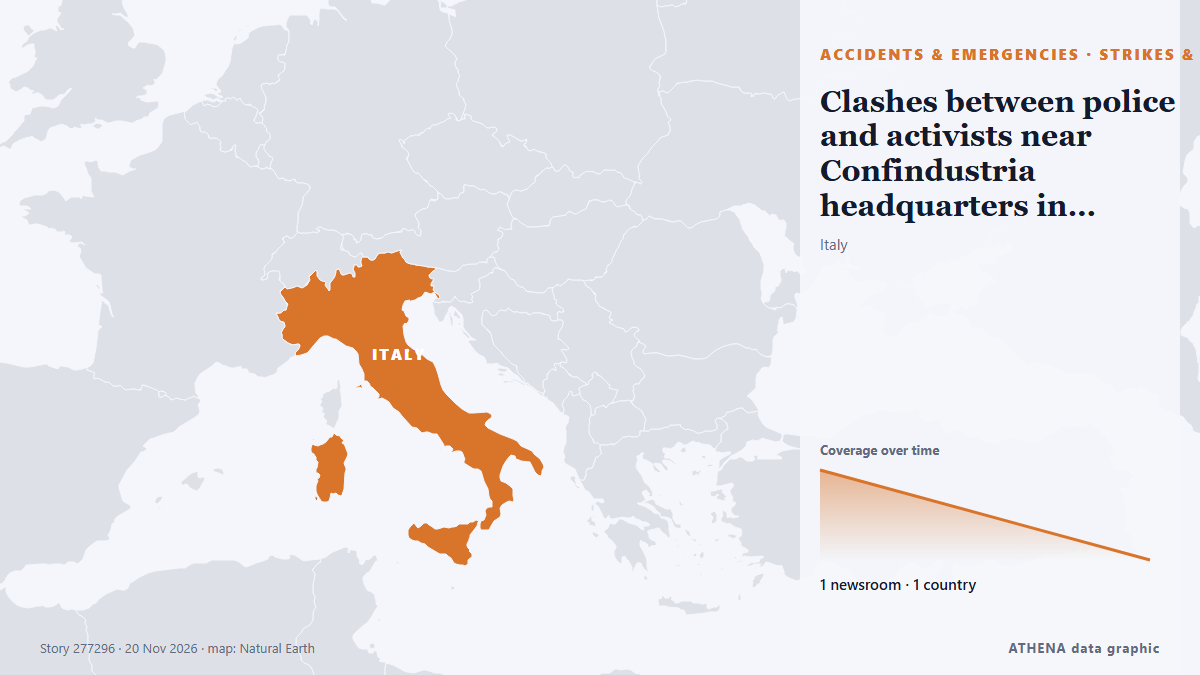 ACCIDENTS & EMERGENCIES · STRIKES &
Clashes between police
and activists near
Confindustria
headquarters in...
Italy
ITALY
Coverage over time
1 newsroom · 1 country
Story 277296 · 20 Nov 2026 · map: Natural Earth
ATHENA data graphic